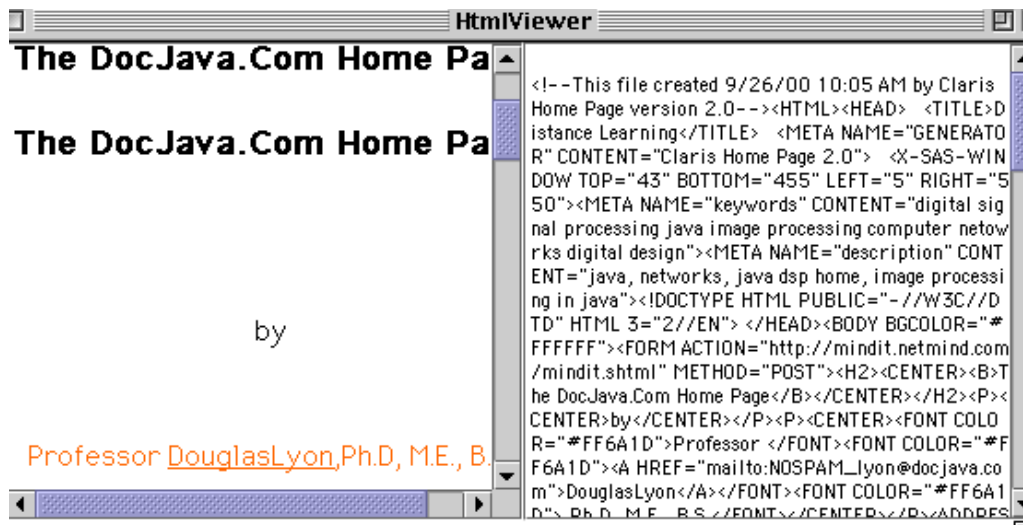 HtmlViewer
The DocJava.Com Home Pa
The DocJava.Com Home Pa
by
Professor DouglasLyon,Ph.D, M.E., B.
<!--This file created 9/26/00 10:05 AM by Claris
Home Page version 2.0--><HTML><HEAD> <TITLE>D
istance Learning</TITLE> <META NAME="GENERATO
R" CONTENT="Claris Home Page 2.0"> <X-SAS-WIN
DOW TOP="43" BOTTOM="455" LEFT="5" RIGHT="5
50"><META NAME="keywords" CONTENT="digital sig
nal processing java image processing computer netow
rks digital design"><META NAME="description" CONT
ENT="java, networks, java dsp home, image processi
ng in java"><!DOCTYPE HTML PUBLIC="-//W3C//D
TD" HTML 3="2//EN"> </HEAD><BODY BGCOLOR="#
FFFFFF"><FORM ACTION="http://mindit.netmind.com
/mindit.shtml" METHOD="POST"><H2><CENTER><B>T
he DocJava.Com Home Page</B></CENTER></H2><P><
CENTER>by</CENTER></P><P><CENTER><FONT COLO
R="#FF6A1D">Professor </FONT><FONT COLOR="#F
F6A1D"><A HREF="mailto:NOSPAM_lyon@docjava.co
m">DouglasLyon</A></FONT><FONT COLOR="#FF6A1
D">,Ph.D, M.E., B.S.</FONT></CENTER></P><ADDRES